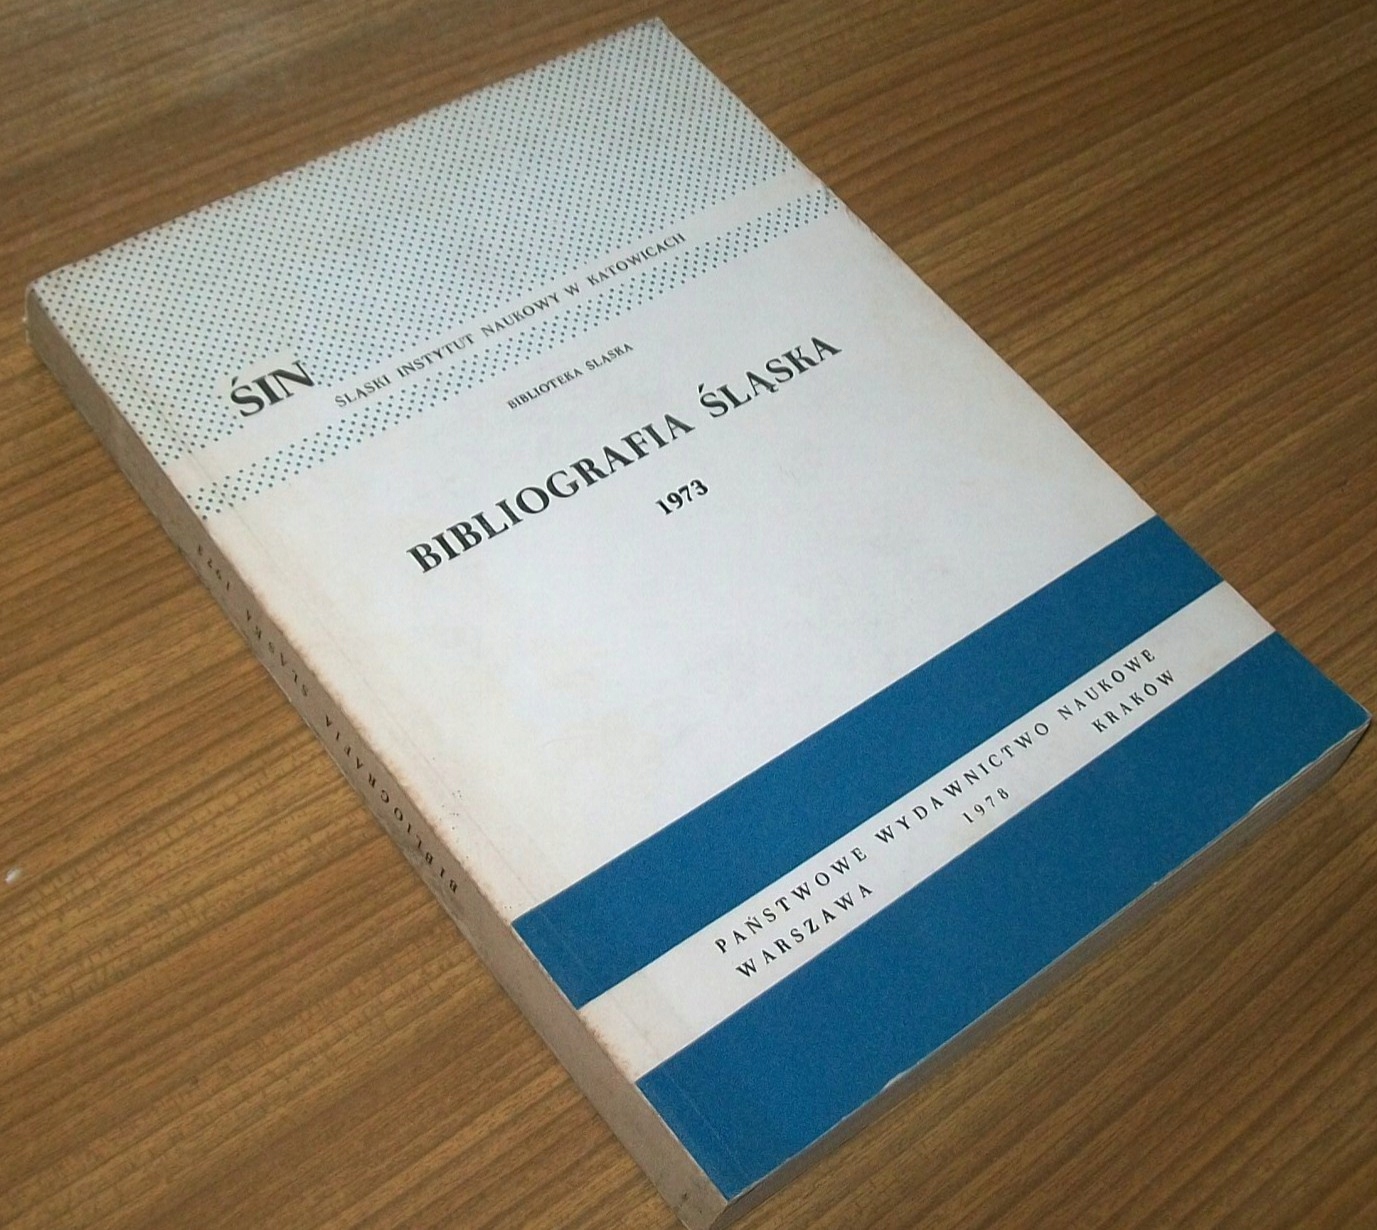 ŚIN
ŚLĄSKI INSTYTUT NAUKOWY W KATOWICACH
BIBLIOTEKA ŚLĄSKA
BIBLIOGRAFIA ŚLĄSKA
1973
PAŃSTWOWE WYDAWNICTWO NAUKOWE
WARSZAWA 1978 KRAKÓW
BIBLIOGRAFIA ŚLĄSKA 1973